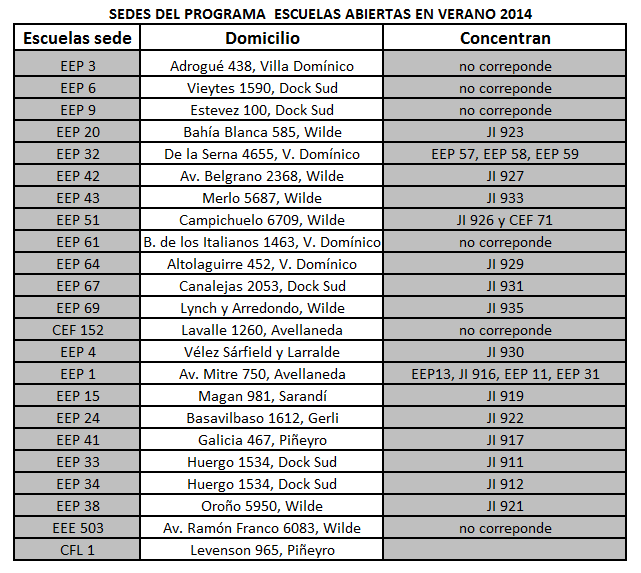 SEDES DEL PROGRAMA  ESCUELAS ABIERTAS EN VERANO 2014
Escuelas sede Domicilio Concentran
EEP 3 Adrogué 438, Villa Domínico no correponde
EEP 6 Vieytes 1590, Dock Sud no correponde
EEP 9 Estevez 100, Dock Sud no correponde
EEP 20 Bahía Blanca 585, Wilde JI 923
EEP 32 De la Serna 4655, V. Domínico EEP 57, EEP 58, EEP 59
EEP 42 Av. Belgrano 2368, Wilde JI 927
EEP 43 Merlo 5687, Wilde JI 933
EEP 51 Campichuelo 6709, Wilde JI 926 y CEF 71
EEP 61 B. de los Italianos 1463, V. Domínico no correponde
EEP 64 Altolaguirre 452, V. Domínico JI 929
EEP 67 Canalejas 2053, Dock Sud JI 931
EEP 69 Lynch y Arredondo, Wilde JI 935
CEF 152 Lavalle 1260, Avellaneda no correponde
EEP 4 Vélez Sárfield y Larralde JI 930
EEP 1 Av. Mitre 750, Avellaneda EEP13, JI 916, EEP 11, EEP 31
EEP 15 Magan 981, Sarandí JI 919
EEP 24 Basavilbaso 1612, Gerli JI 922
EEP 41 Galicia 467, Piñeyro JI 917
EEP 33 Huergo 1534, Dock Sud JI 911
EEP 34 Huergo 1534, Dock Sud JI 912
EEP 38 Oroño 5950, Wilde JI 921
EEE 503 Av. Ramón Franco 6083, Wilde no correponde
CFL 1 Levenson 965, Piñeyro